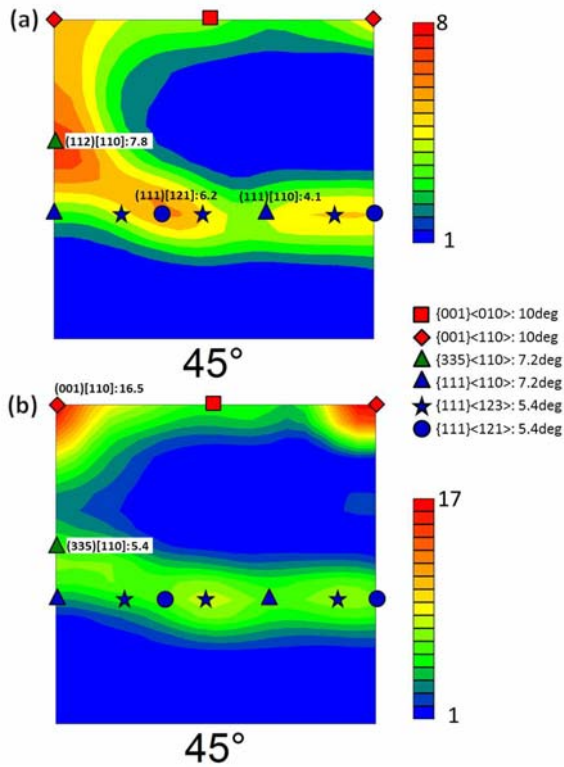 (a)
8
(112)[110]:7.8
(111)[121]:6.2
(111)[110]:4.1
1
45°
{001}<010>: 10deg
{001}<110>: 10deg
{335}<110>: 7.2deg
{111}<110>: 7.2deg
{111}<123>: 5.4deg
{111}<121>: 5.4deg
(001)[110]:16.5
(b)
17
(335)[110]:5.4
1
45°